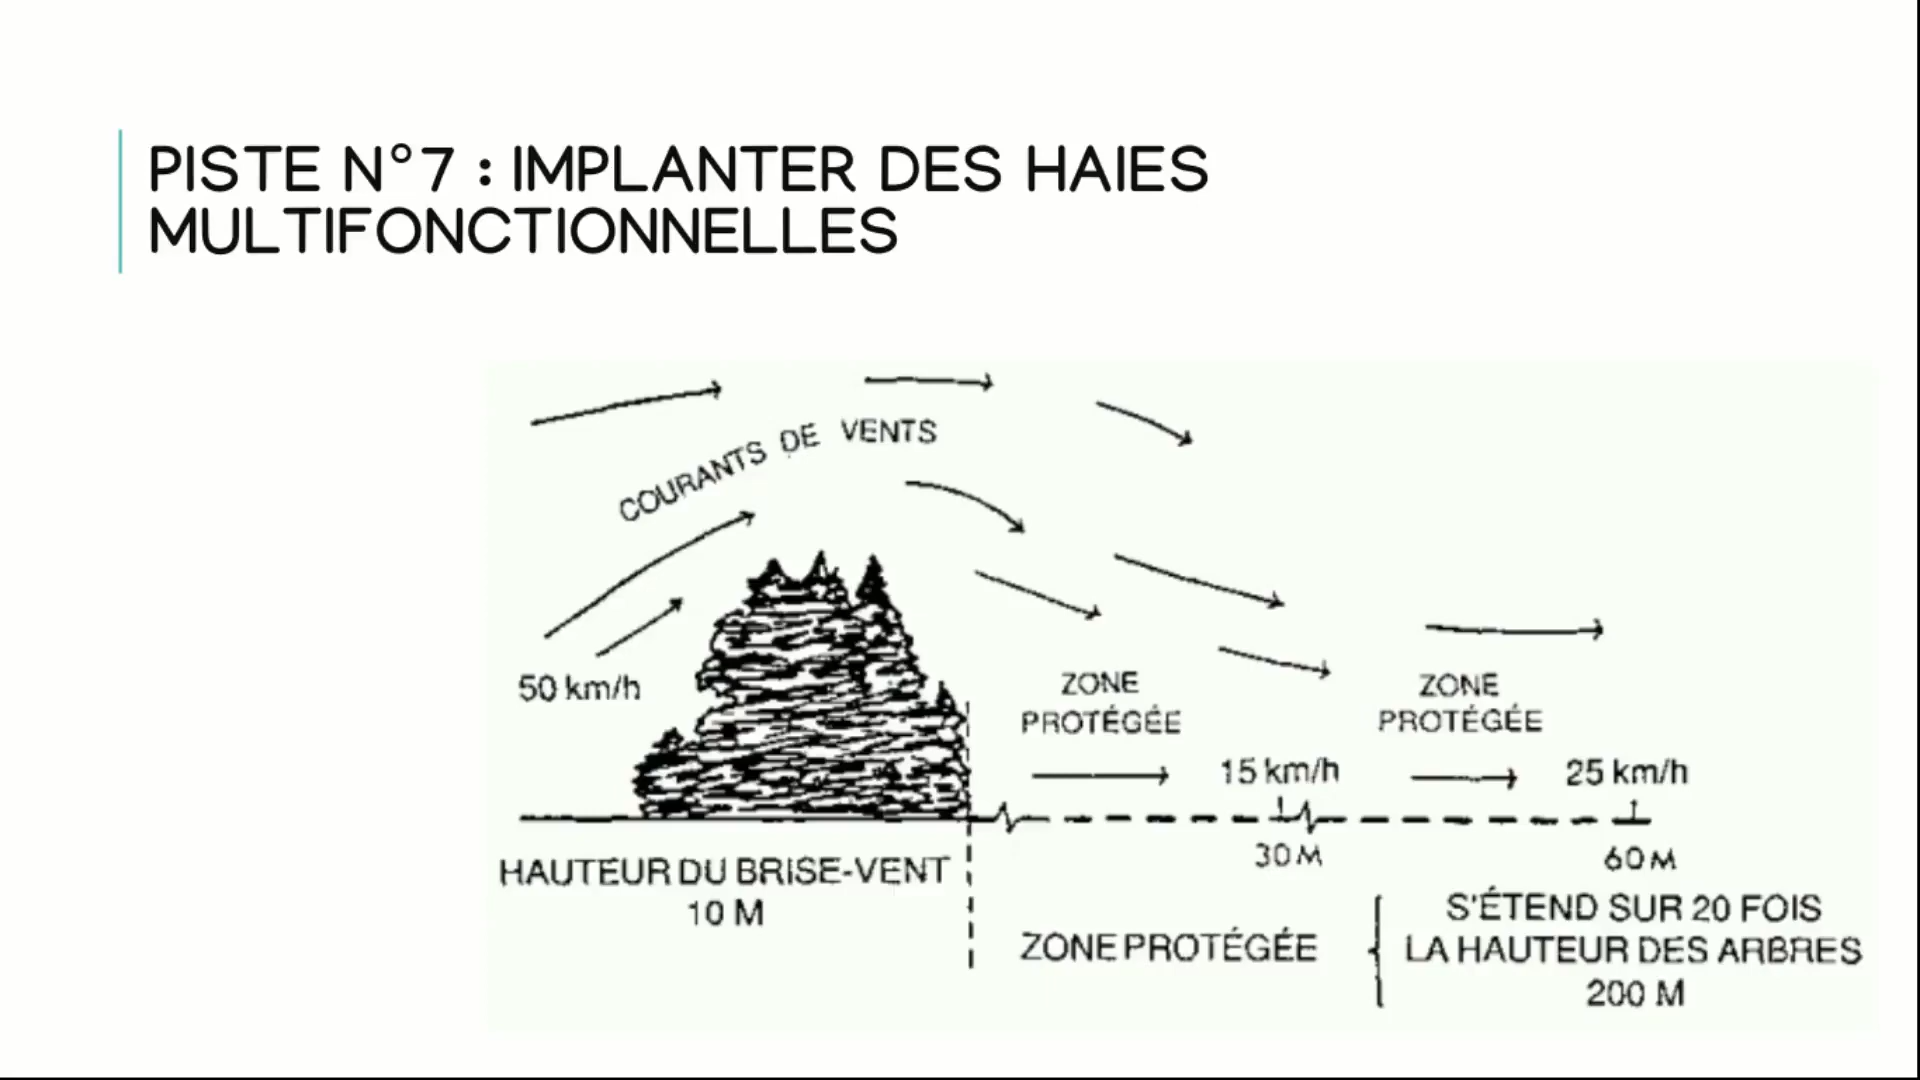 PISTE N°7 : IMPLANTER DES HAIES
MULTIFONCTIONNELLES
COURANTS DE VENTS
50 km/h
ZONE
PROTÉGÉE
ZONE
PROTÉGÉE
15 km/h
25 km/h
30 M
60 M
HAUTEUR DU BRISE-VENT
10 M
ZONE PROTÉGÉE
S'ÉTEND SUR 20 FOIS
LA HAUTEUR DES ARBRES
200 M